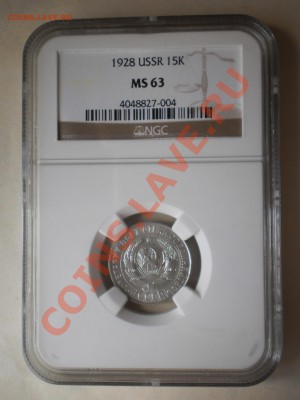 1928 USSR 15K
MS 63
4048827-004
NGC
COINSLAVE.RU